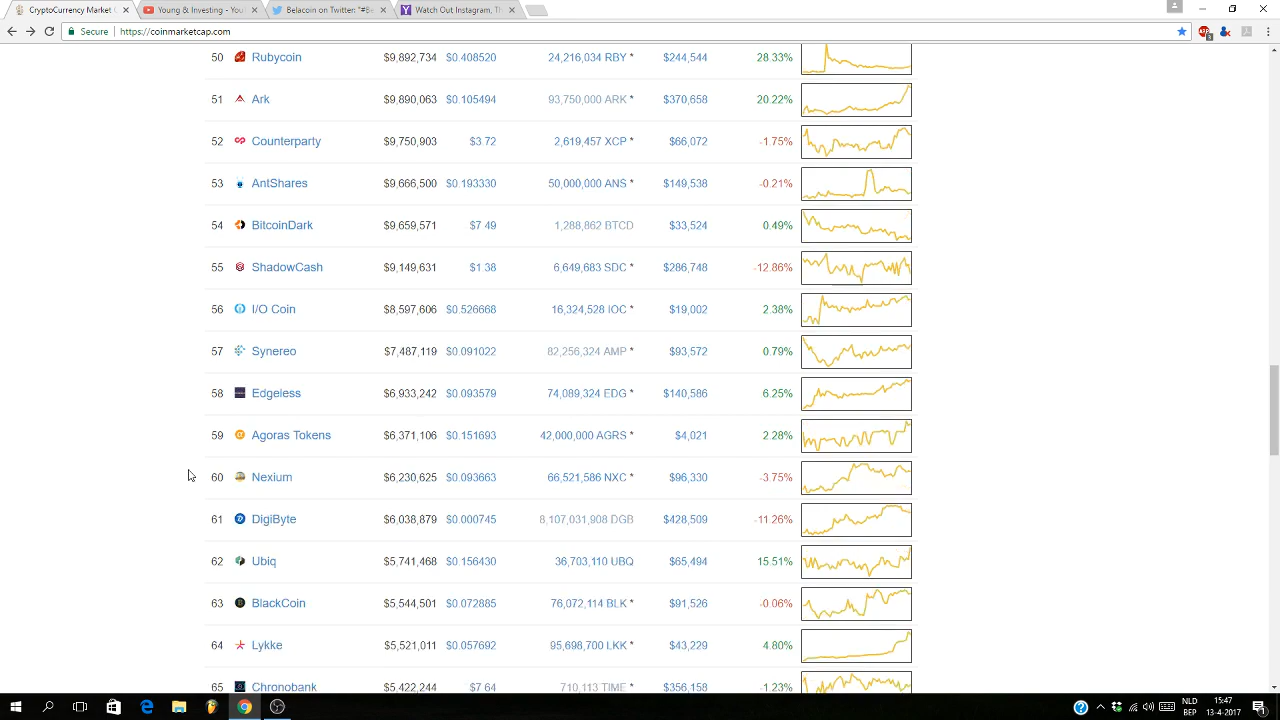 CryptoCurrency Market C
Young & Investing - You
Belacoin on Twitter: "#B
Watch Out Instagram, Th
Secure
https://coinmarketcap.com
50 Rubycoin $9,892,734 $0.408520 24,216,034 RBY * $244,544 28.33%
51 Ark $9,890,063 $0.105494 93,750,000 ARK * $370,658 20.22%
52 Counterparty $9,750,903 $3.72 2,619,457 XCP * $66,072 -1.75%
53 AntShares $9,666,500 $0.193330 50,000,000 ANS * $149,538 -0.21%
54 BitcoinDark $9,659,571 $7.49 1,288,862 BTCD $33,524 0.49%
55 ShadowCash $9,149,631 $1.38 6,649,683 SDC * $286,748 -12.86%
56 I/O Coin $8,597,606 $0.526668 16,324,528 IOC * $19,002 2.38%
57 Synereo $7,487,119 $0.091022 82,256,324 AMP * $93,572 0.79%
58 Edgeless $6,933,242 $0.093579 74,089,324 EDG * $140,586 6.25%
59 Agoras Tokens $6,371,106 $0.151693 42,000,000 AGRS * $4,021 2.28%
60 Nexium $6,230,625 $0.093663 66,521,586 NXC * $96,330 -3.75%
61 DigiByte $6,038,879 $0.000745 8,107,031,908 DGB $428,509 -11.26%
62 Ubiq $5,741,468 $0.156430 36,703,110 UBQ $65,494 15.51%
63 BlackCoin $5,544,501 $0.072885 76,072,114 BLK * $91,526 -0.06%
64 Lykke $5,521,011 $0.057692 95,698,700 LKK * $43,229 4.80%
65 Chronobank $5,422,244 $7.64 710,113 TIME * $356,158 -1.23%
NLD 15:47
BEP 13-4-2017